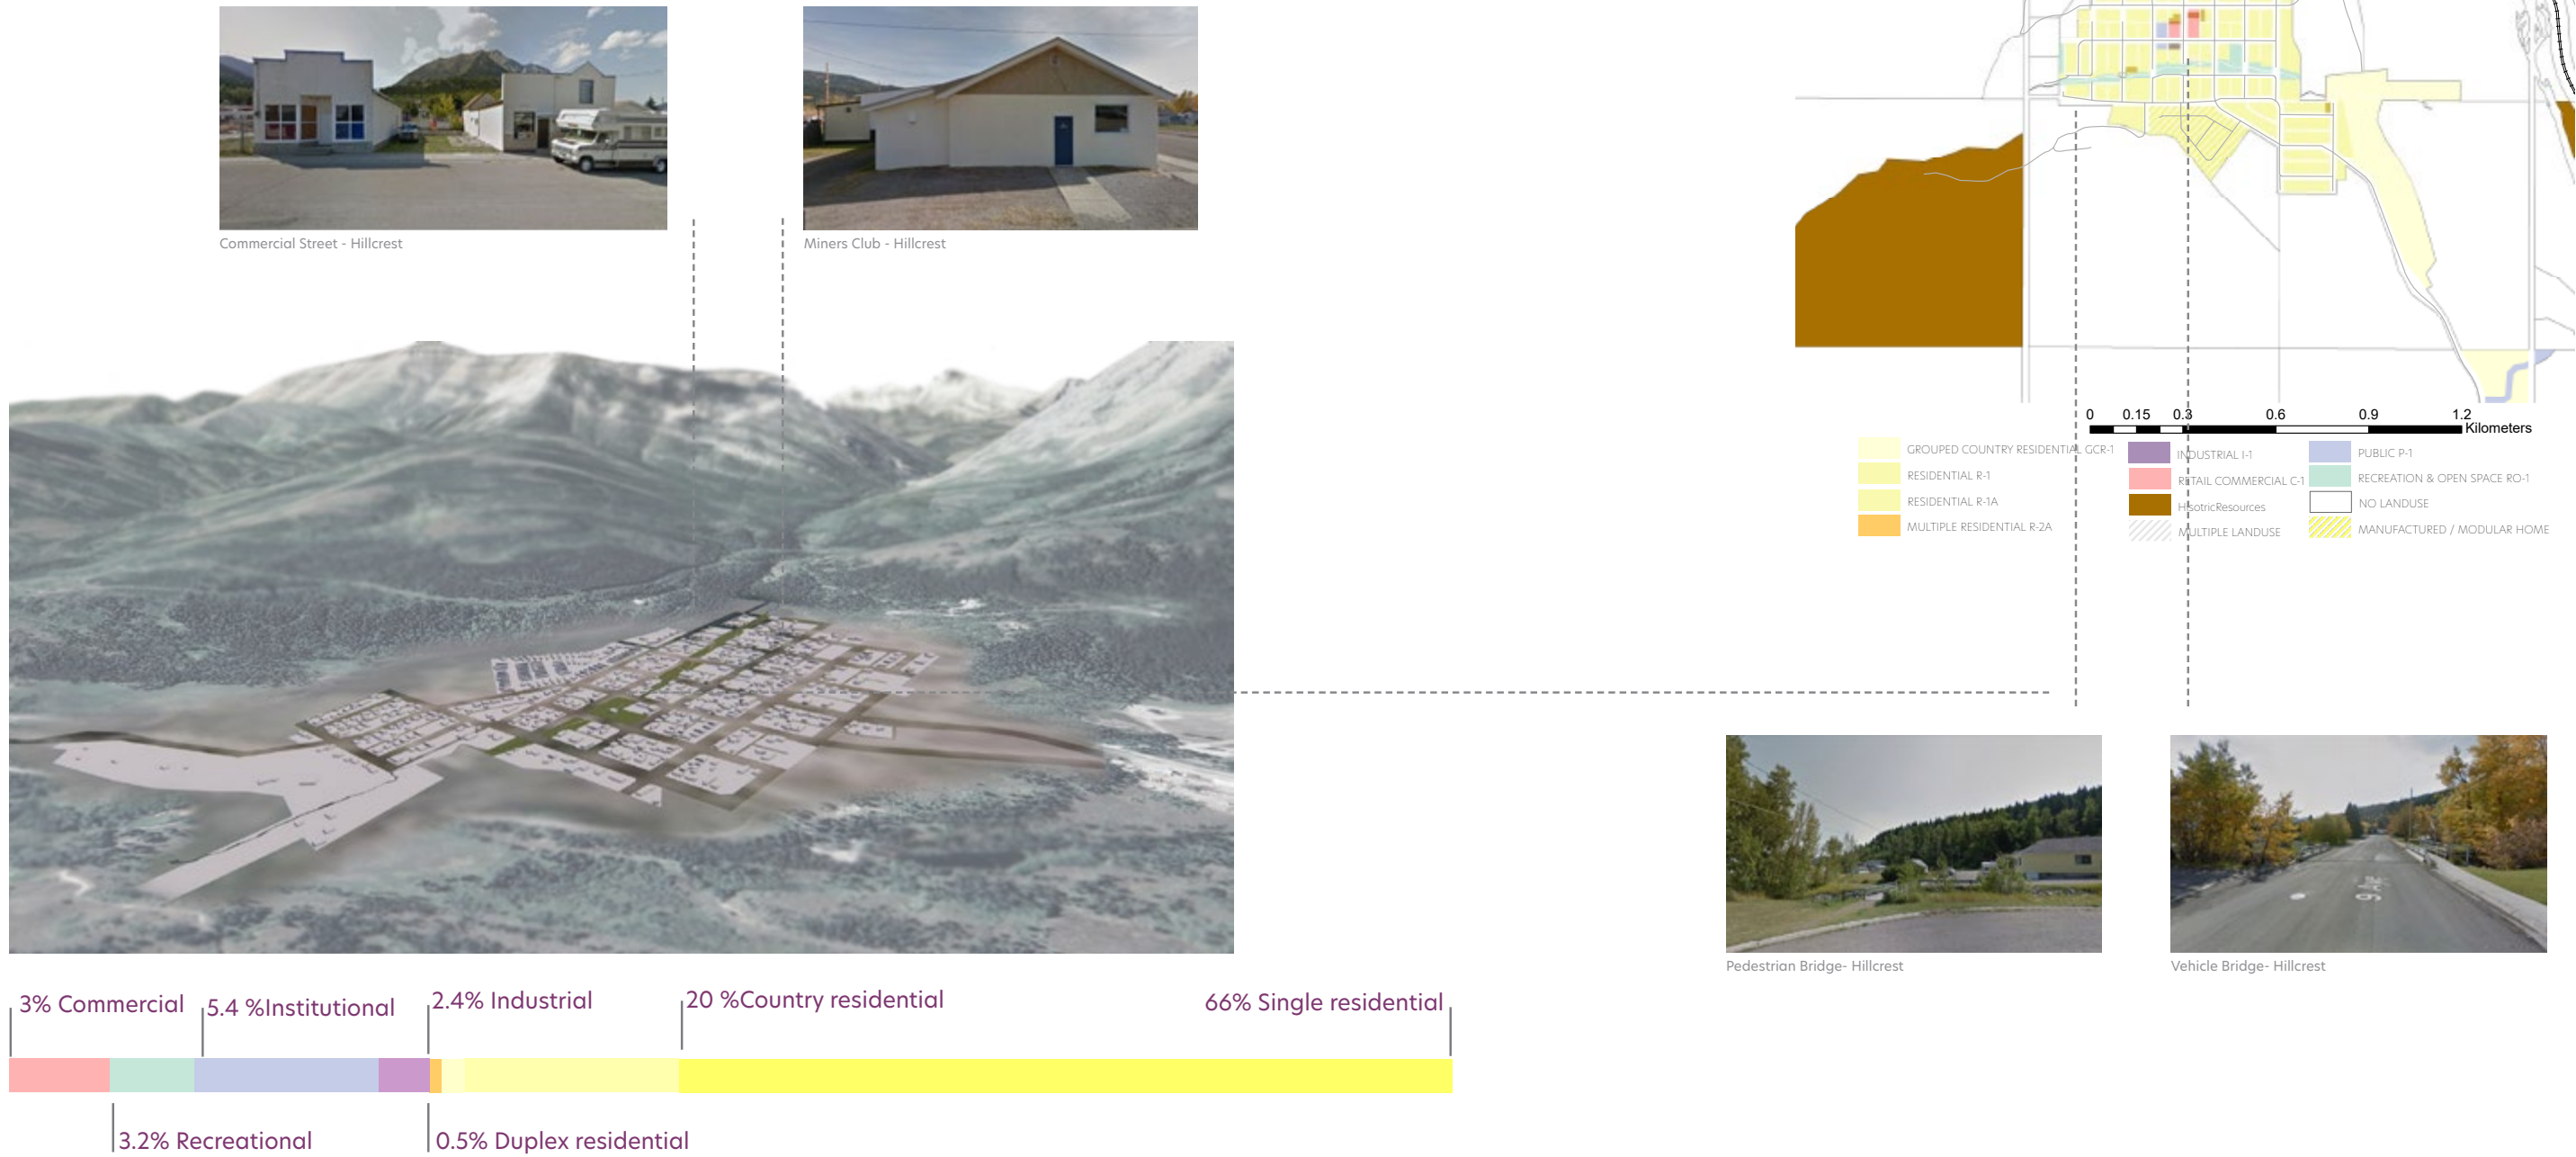 Commercial Street - Hillcrest
Miners Club - Hillcrest
0 0.15 0.3 0.6 0.9 1.2
Kilometers
GROUPED COUNTRY RESIDENTIAL GCR-1
RESIDENTIAL R-1
RESIDENTIAL R-1A
MULTIPLE RESIDENTIAL R-2A
INDUSTRIAL I-1
RETAIL COMMERCIAL C-1
HisotricResources
MULTIPLE LANDUSE
PUBLIC P-1
RECREATION & OPEN SPACE RO-1
NO LANDUSE
MANUFACTURED / MODULAR HOME
9 Ave
Pedestrian Bridge- Hillcrest
Vehicle Bridge- Hillcrest
3% Commercial
5.4 %Institutional
2.4% Industrial
20 %Country residential
66% Single residential
3.2% Recreational
0.5% Duplex residential